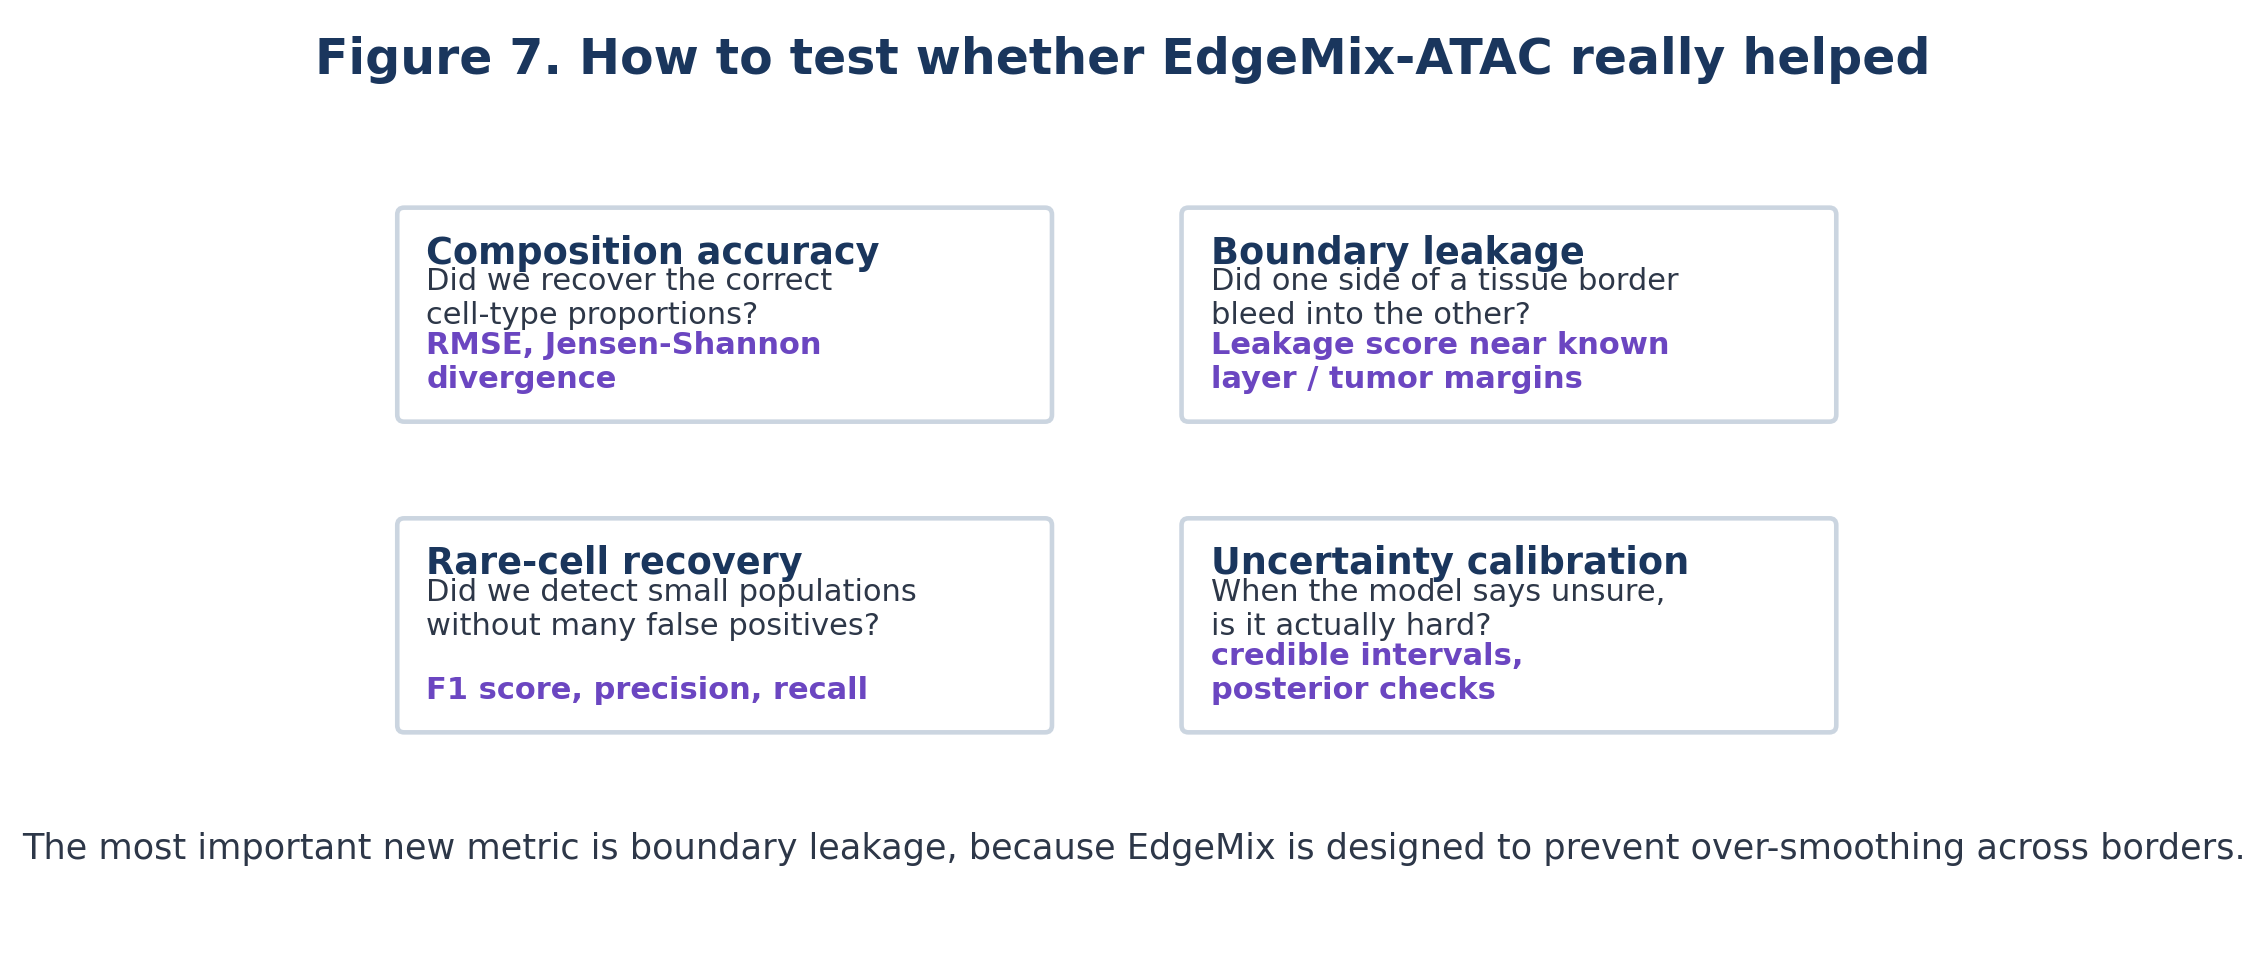 Figure 7. How to test whether EdgeMix-ATAC really helped
Composition accuracy
Did we recover the correct
cell-type proportions?
RMSE, Jensen-Shannon
divergence
Boundary leakage
Did one side of a tissue border
bleed into the other?
Leakage score near known
layer / tumor margins
Rare-cell recovery
Did we detect small populations
without many false positives?
F1 score, precision, recall
Uncertainty calibration
When the model says unsure,
is it actually hard?
credible intervals,
posterior checks
The most important new metric is boundary leakage, because EdgeMix is designed to prevent over-smoothing across borders.